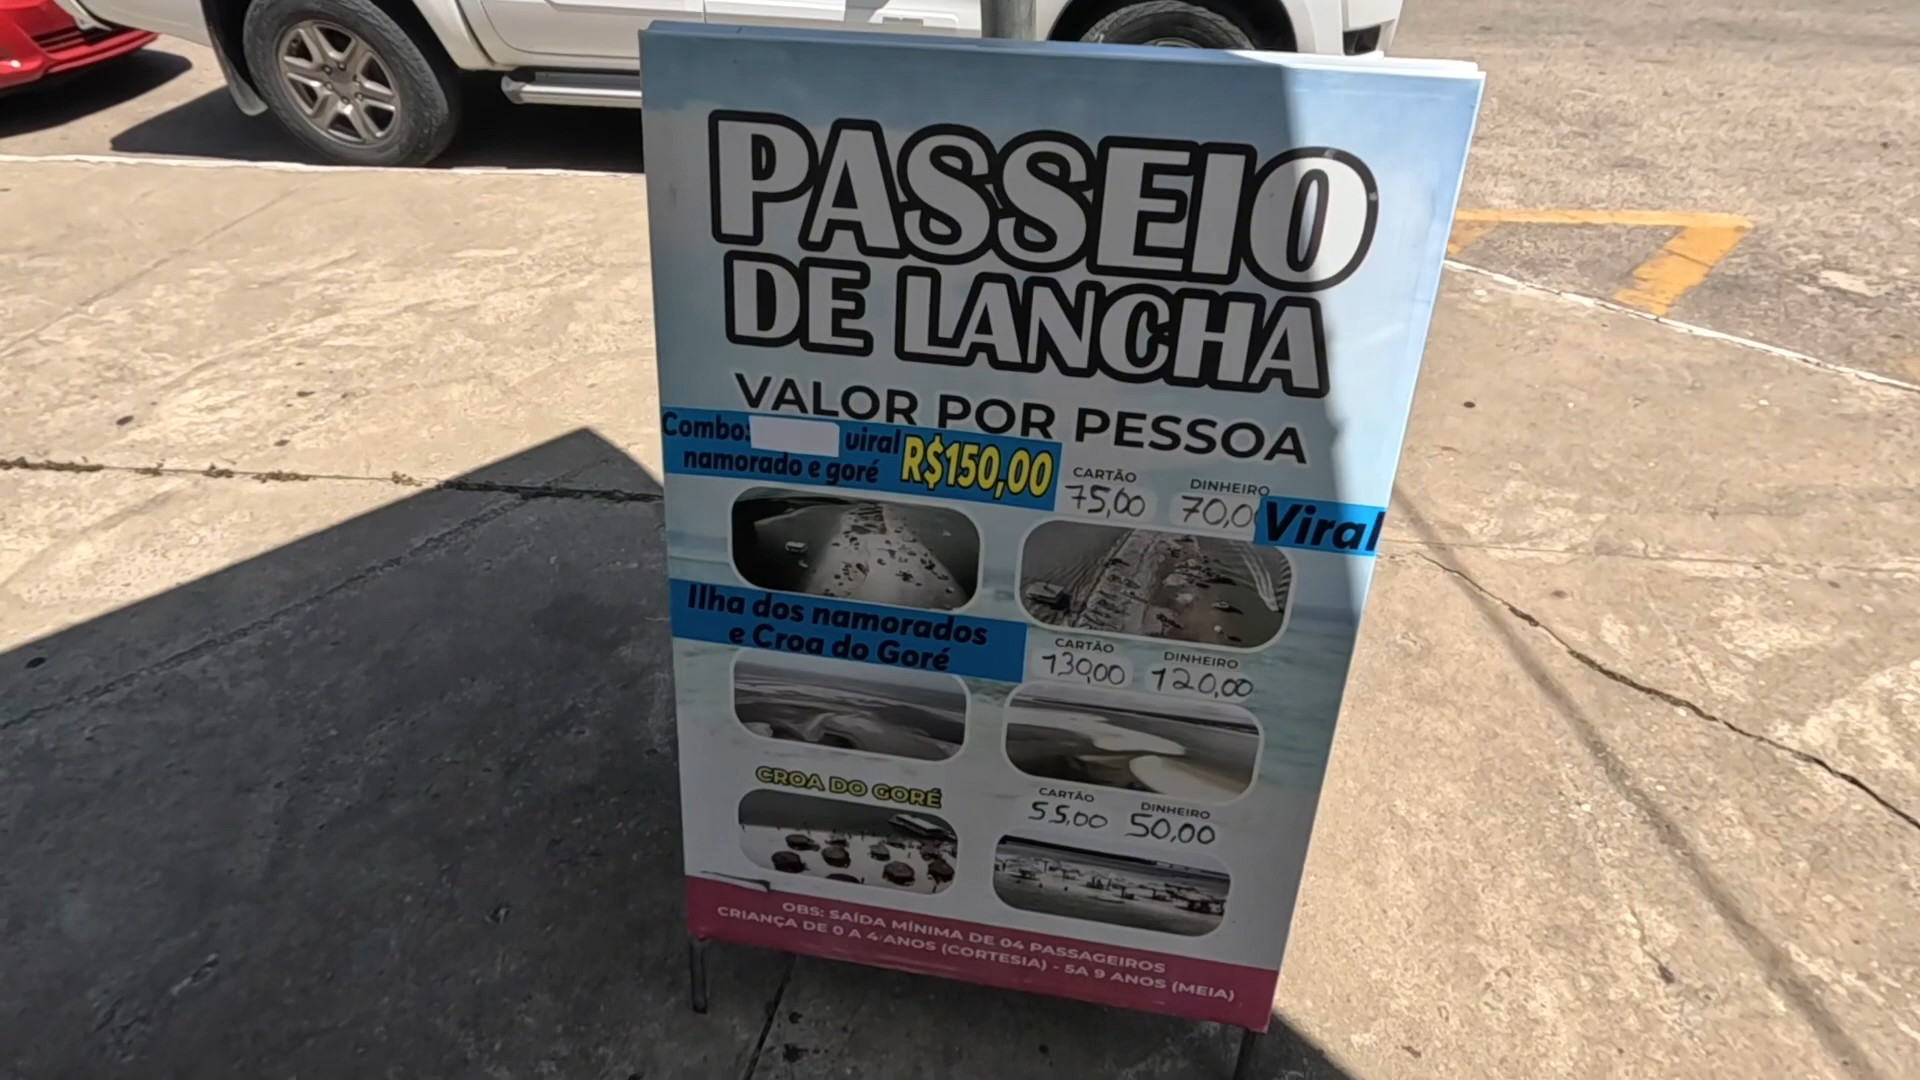 PASSEIO
DE LANCHA
VALOR POR PESSOA
Combo: viral
namorado e goré R$150,00
CARTÃO DINHEIRO
75,00 70,0
Viral
Ilha dos namorados
e Croa do Goré
CARTÃO DINHEIRO
130,00 120,00
CROA DO GORÉ
CARTÃO DINHEIRO
55,00 50,00
OBS: SAÍDA MÍNIMA DE 04 PASSAGEIROS
CRIANÇA DE 0 A 4 ANOS (CORTESIA) - 5A 9 ANOS (MEIA)